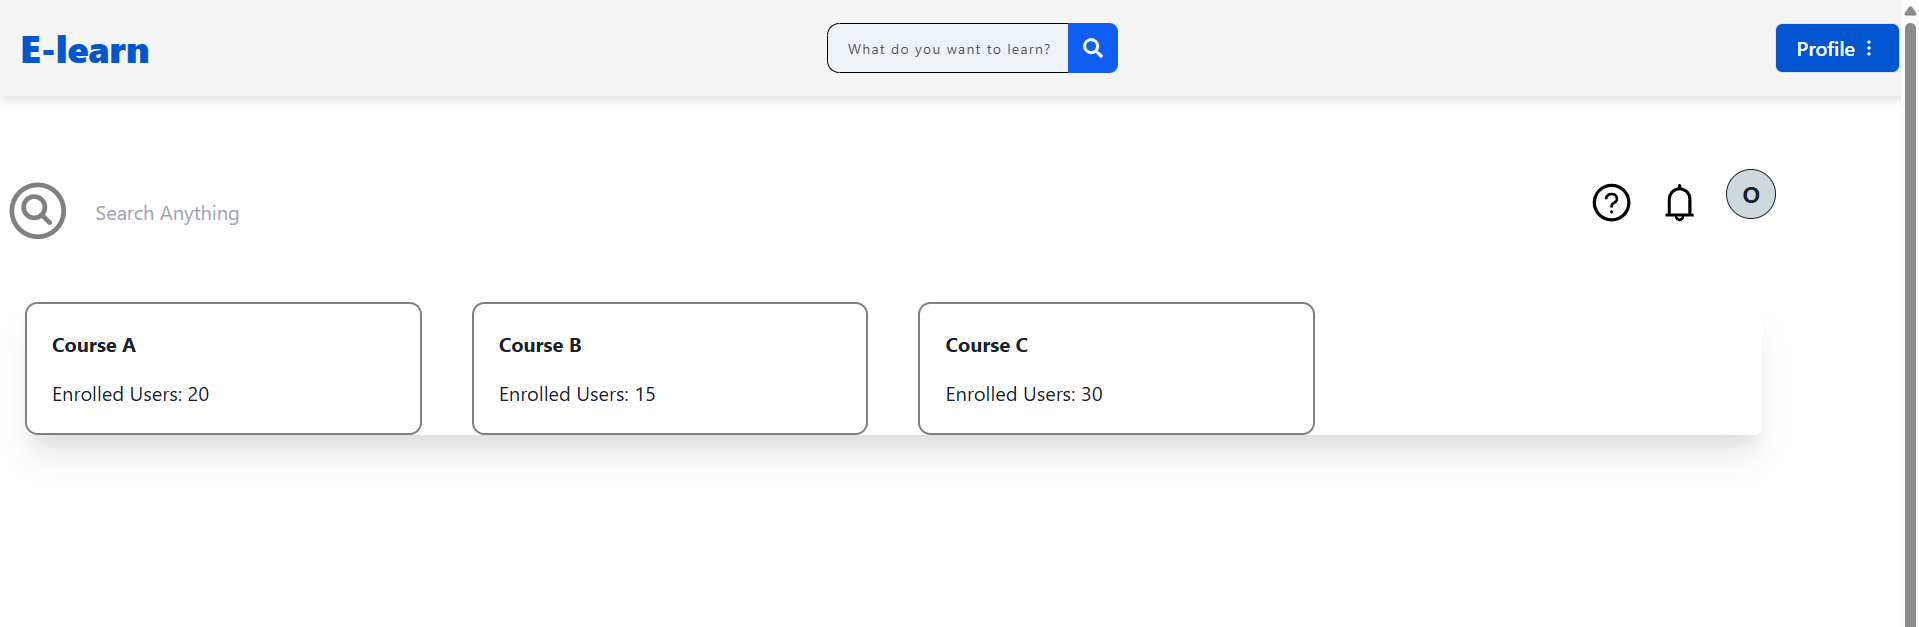 E-learn
What do you want to learn?
Profile
Search Anything
O
Course A
Enrolled Users: 20
Course B
Enrolled Users: 15
Course C
Enrolled Users: 30